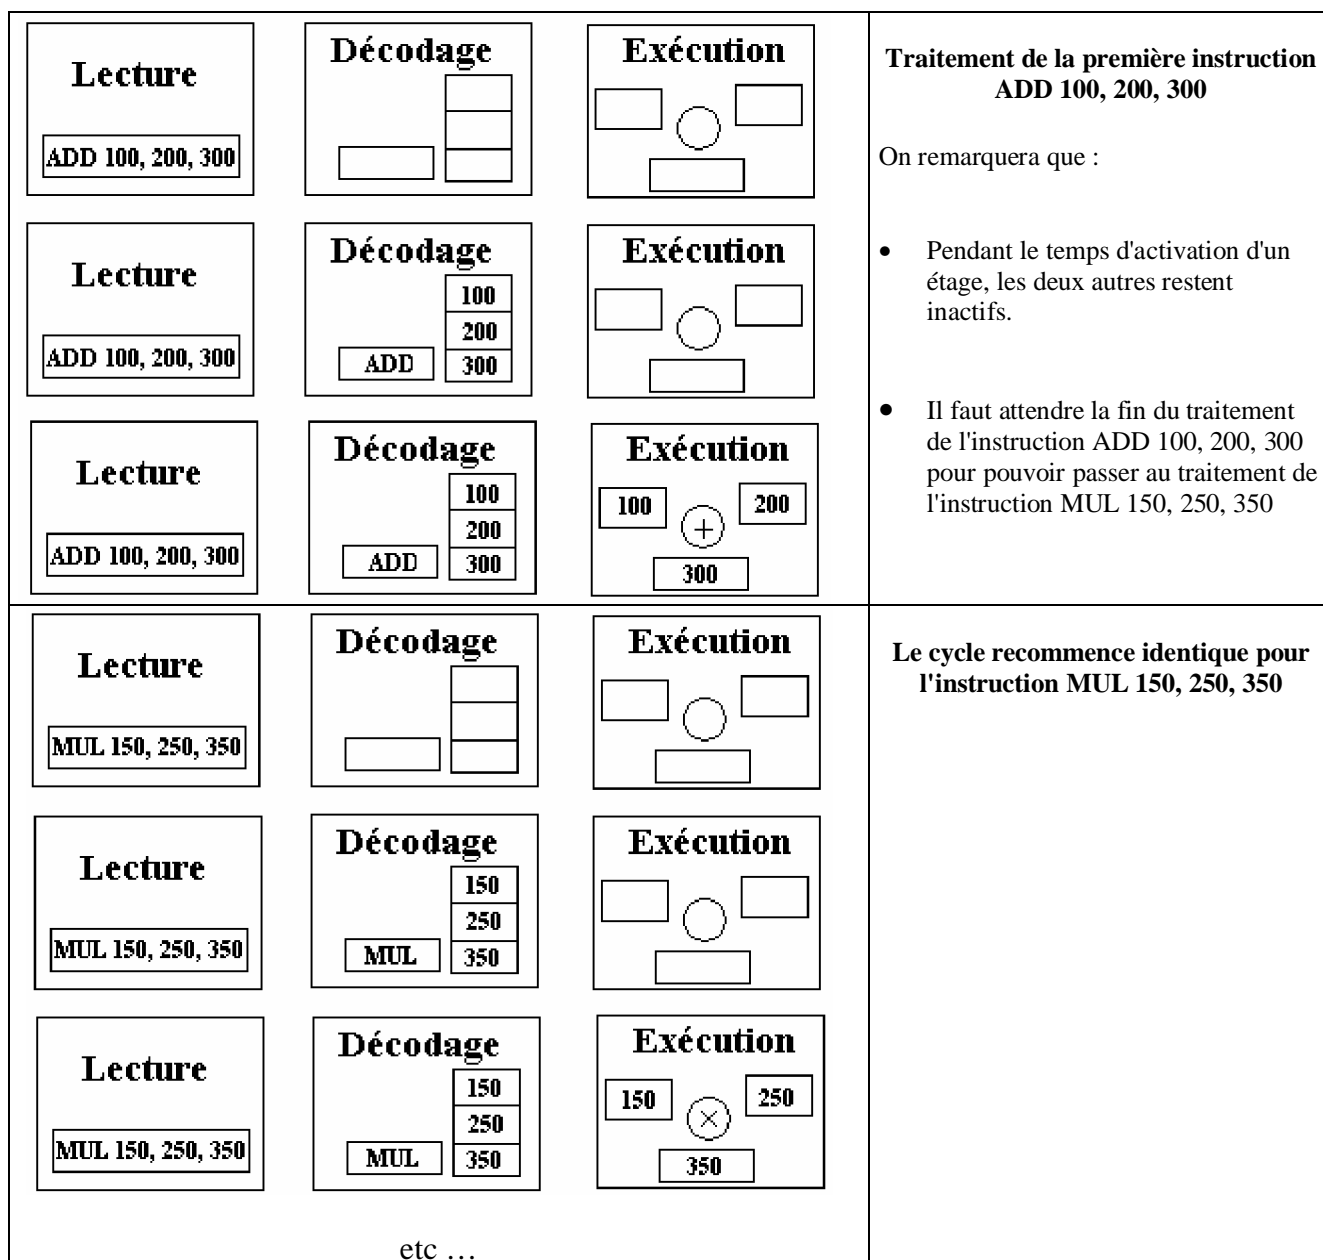 Lecture
ADD 100, 200, 300
Décodage
Exécution
Traitement de la première instruction
ADD 100, 200, 300
On remarquera que :
Lecture
ADD 100, 200, 300
Décodage
100
200
ADD
300
Exécution
• Pendant le temps d'activation d'un
étage, les deux autres restent
inactifs.
Lecture
ADD 100, 200, 300
Décodage
100
200
ADD
300
Exécution
100
+
200
300
• Il faut attendre la fin du traitement
de l'instruction ADD 100, 200, 300
pour pouvoir passer au traitement de
l'instruction MUL 150, 250, 350
Lecture
MUL 150, 250, 350
Décodage
Exécution
Le cycle recommence identique pour
l'instruction MUL 150, 250, 350
Lecture
MUL 150, 250, 350
Décodage
150
250
MUL
350
Exécution
Lecture
MUL 150, 250, 350
Décodage
150
250
MUL
350
Exécution
150
×
250
350
etc …